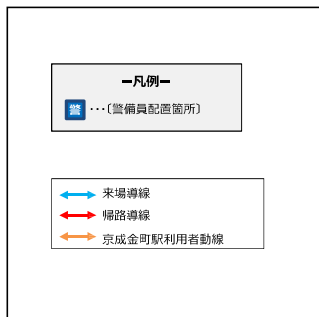 ー凡例ー
警 ・・・〔警備員配置箇所〕
来場導線
帰路導線
京成金町駅利用者動線